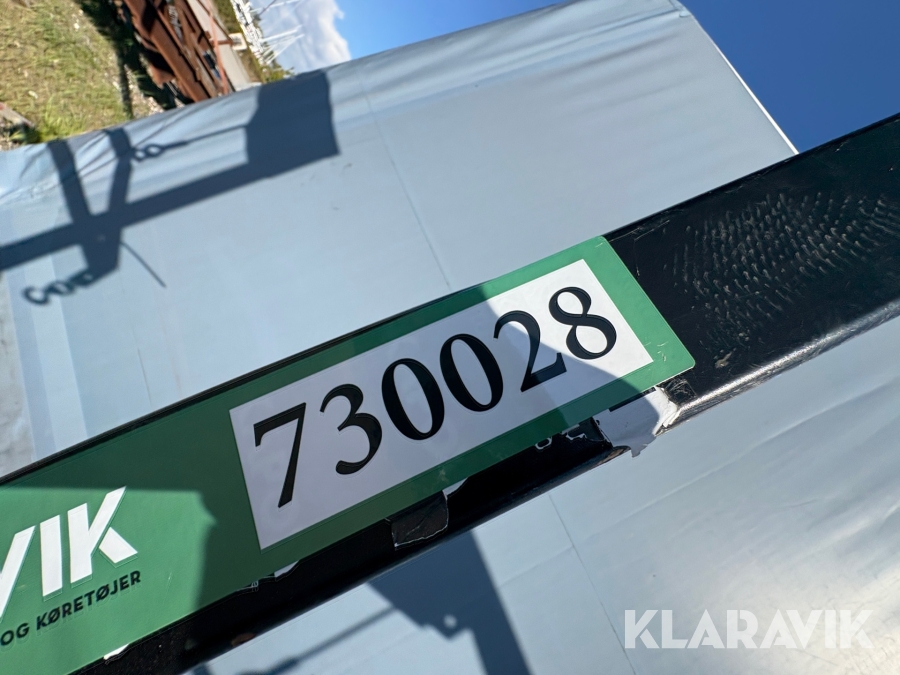 730028
VIK
OG KØRETØJER
KLARAVIK